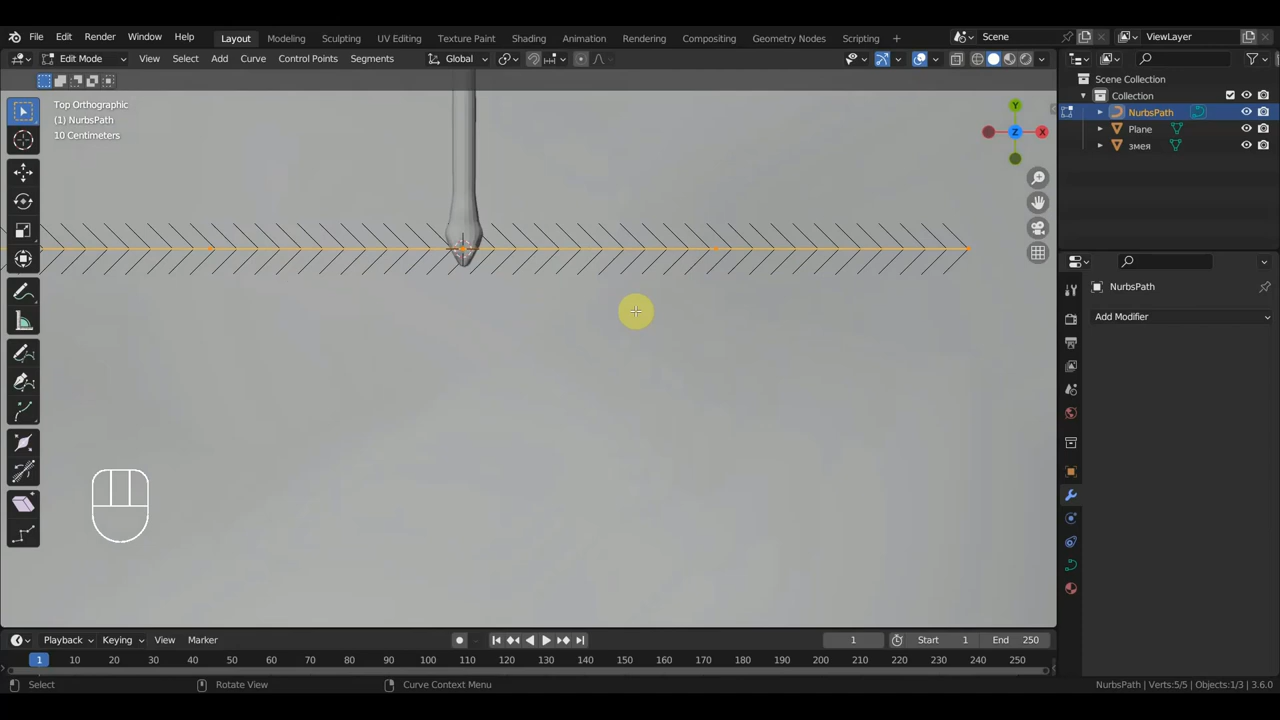 File Edit Render Window Help Layout Modeling Sculpting UV Editing Texture Paint Shading Animation Rendering Compositing Geometry Nodes Scripting + Scene ViewLayer
Edit Mode View Select Add Curve Control Points Segments Global
Top Orthographic
(1) NurbsPath
10 Centimeters
Y
X
Z
Scene Collection
Collection
NurbsPath
Plane
змея
NurbsPath
Add Modifier
Playback Keying View Marker 1 Start 1 End 250
1 10 20 30 40 50 60 70 80 90 100 110 120 130 140 150 160 170 180 190 200 210 220 230 240 250
Select Rotate View Curve Context Menu NurbsPath | Verts:5/5 | Objects:1/3 | 3.6.0